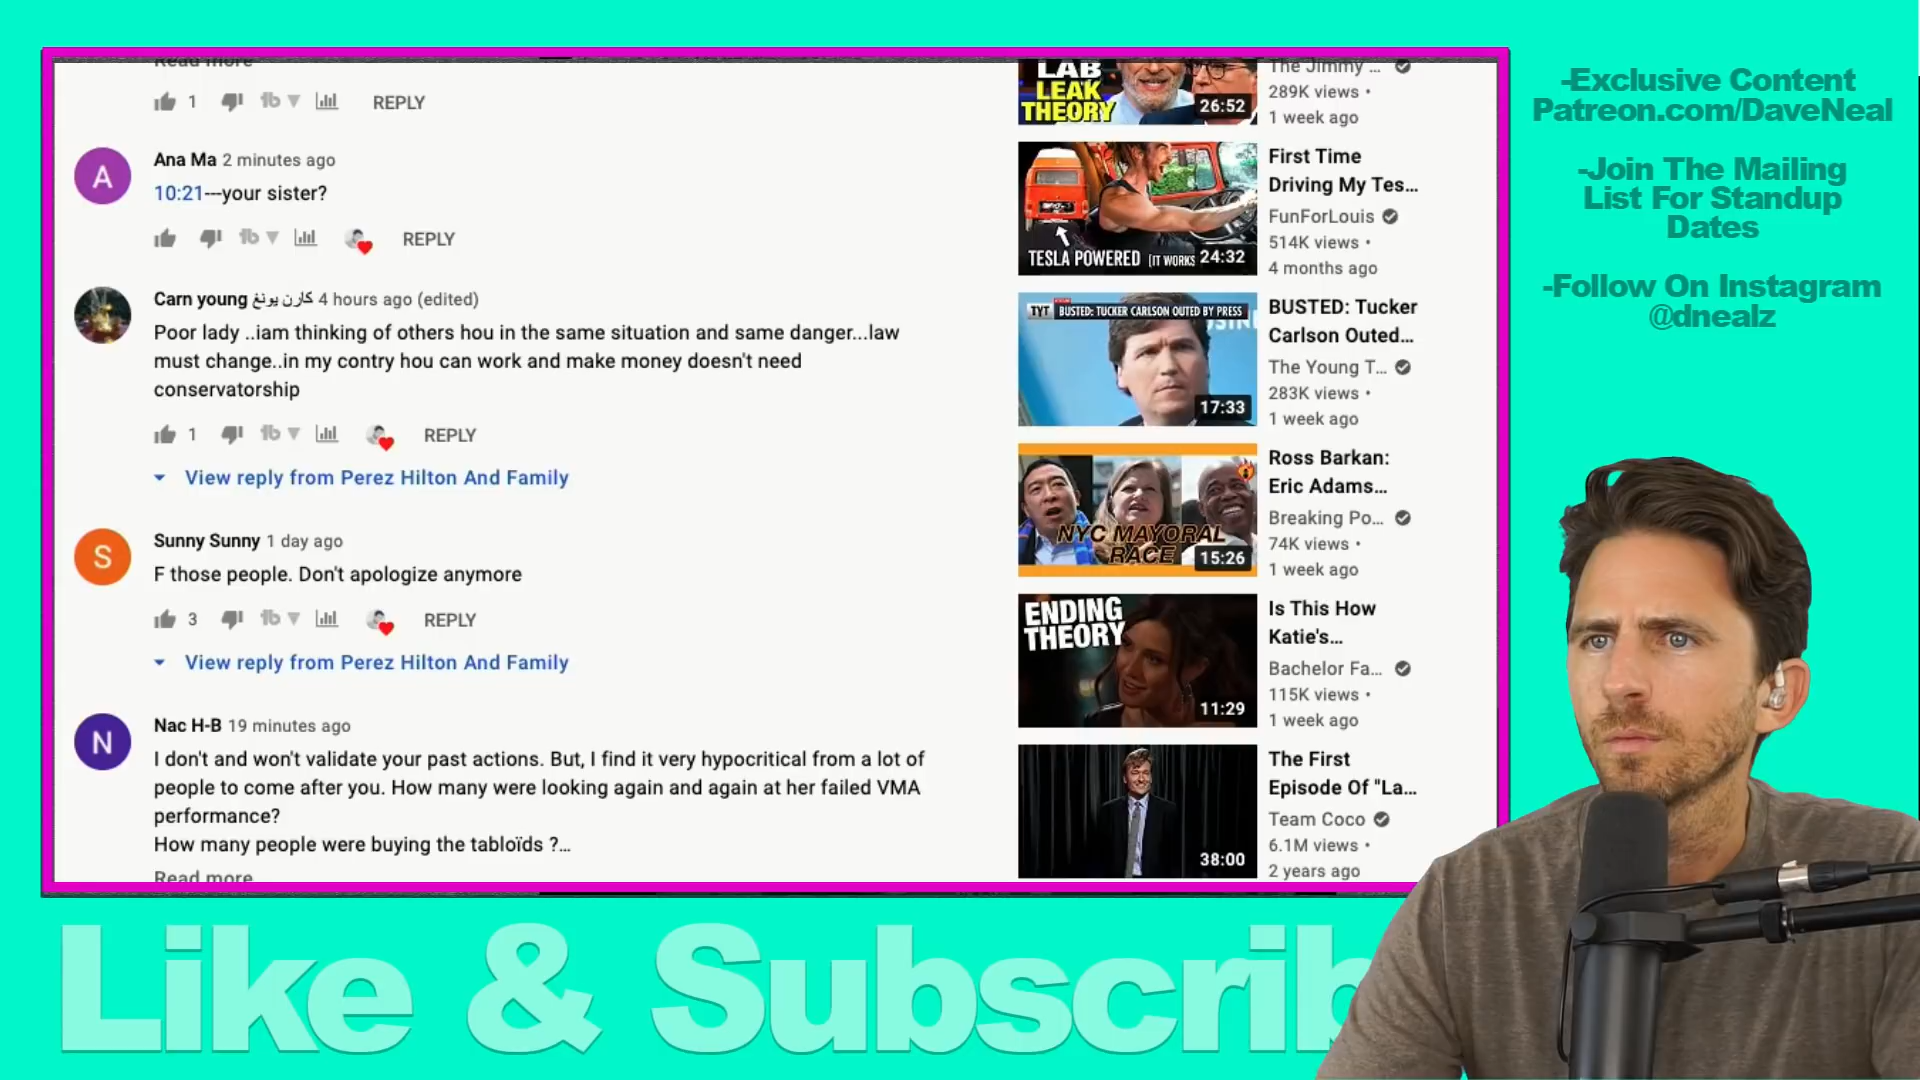 Read more
1
REPLY
Ana Ma 2 minutes ago
10:21---your sister?
REPLY
Carn young كارن يونغ 4 hours ago (edited)
Poor lady ..iam thinking of others hou in the same situation and same danger...law
must change..in my contry hou can work and make money doesn't need
conservatorship
1
REPLY
View reply from Perez Hilton And Family
Sunny Sunny 1 day ago
F those people. Don't apologize anymore
3
REPLY
View reply from Perez Hilton And Family
Nac H-B 19 minutes ago
I don't and won't validate your past actions. But, I find it very hypocritical from a lot of
people to come after you. How many were looking again and again at her failed VMA
performance?
How many people were buying the tabloïds ?...
Read more
A
S
N
LAB
LEAK
THEORY
26:52
The Jimmy ...
289K views •
1 week ago
TESLA POWERED (IT WORKS
24:32
First Time
Driving My Tes...
FunForLouis
514K views •
4 months ago
TYT BUSTED: TUCKER CARLSON OUTED BY PRESS
17:33
BUSTED: Tucker
Carlson Outed...
The Young T...
283K views •
1 week ago
NYC MAYORAL
RACE
15:26
Ross Barkan:
Eric Adams...
Breaking Po...
74K views •
1 week ago
ENDING
THEORY
11:29
Is This How
Katie's...
Bachelor Fa...
115K views •
1 week ago
38:00
The First
Episode Of "La...
Team Coco
6.1M views •
2 years ago
-Exclusive Content
Patreon.com/DaveNeal
-Join The Mailing
List For Standup
Dates
-Follow On Instagram
@dnealz
Like & Subscrib